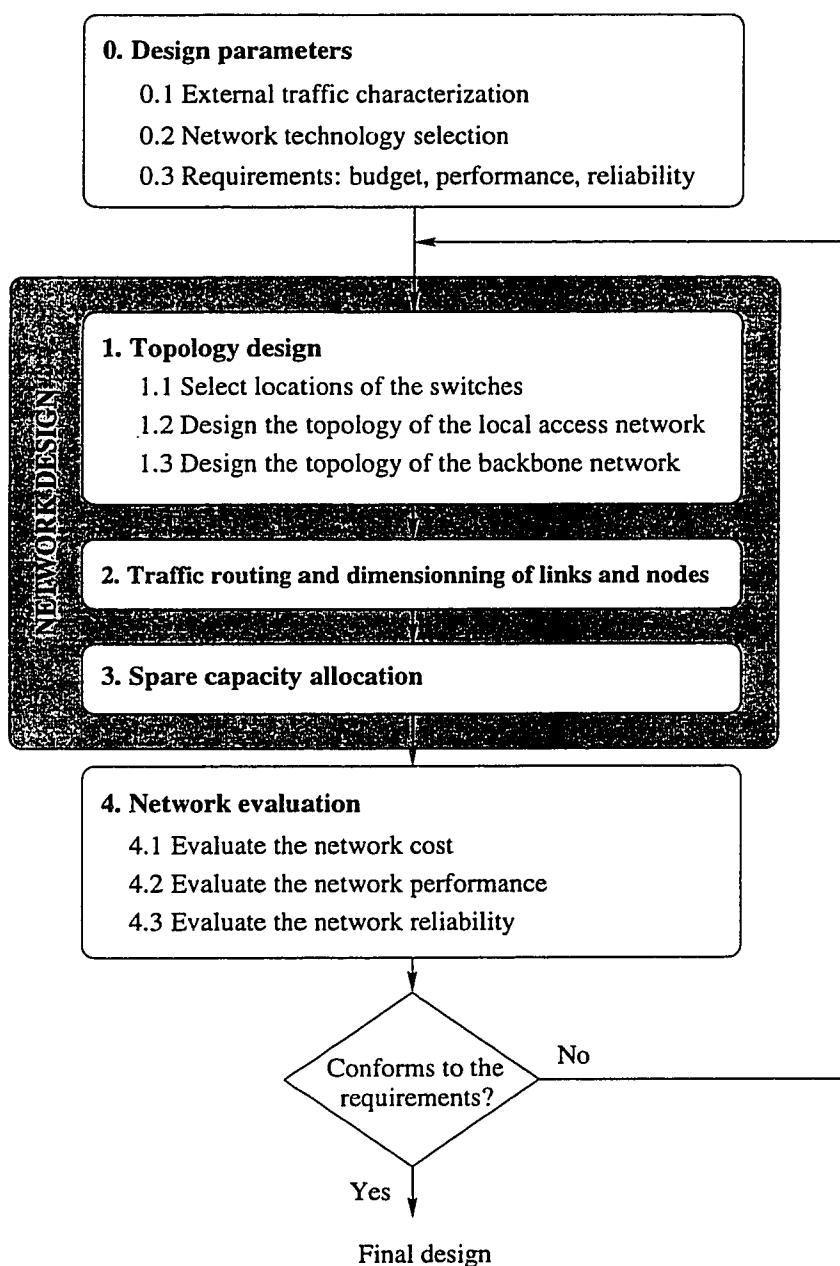 0. Design parameters
0.1 External traffic characterization
0.2 Network technology selection
0.3 Requirements: budget, performance, reliability
NETWORK DESIGN
1. Topology design
1.1 Select locations of the switches
1.2 Design the topology of the local access network
1.3 Design the topology of the backbone network
2. Traffic routing and dimensionning of links and nodes
3. Spare capacity allocation
4. Network evaluation
4.1 Evaluate the network cost
4.2 Evaluate the network performance
4.3 Evaluate the network reliability
Conforms to the
requirements?
No
Yes
Final design